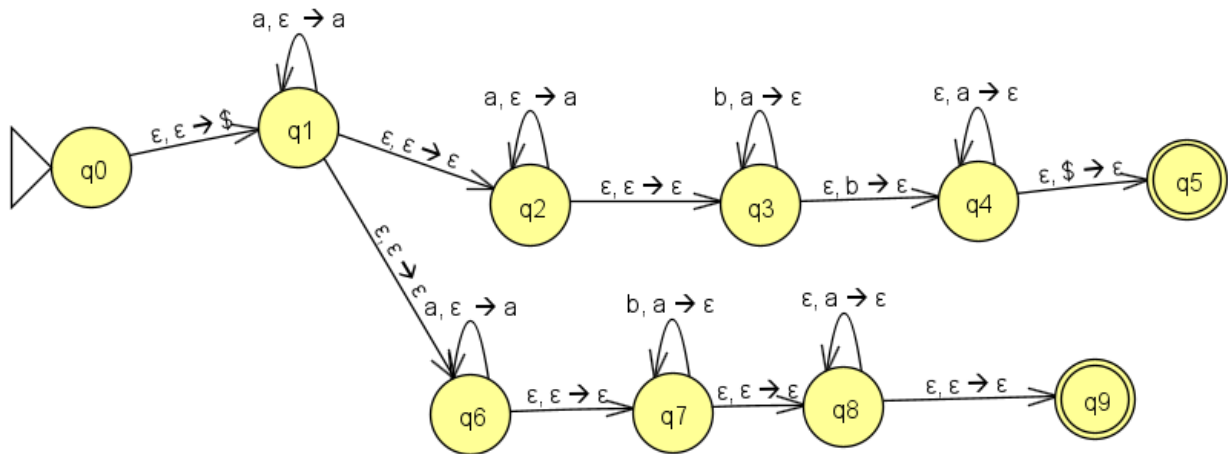 a, ε → a
q0
ε, ε → $
q1
ε, ε → ε
a, ε → a
q2
ε, ε → ε
b, a → ε
q3
ε, b → ε
ε, a → ε
q4
ε, $ → ε
q5
ε, ε → ε
a, ε → a
q6
ε, ε → ε
b, a → ε
q7
ε, ε → ε
ε, a → ε
q8
ε, ε → ε
q9